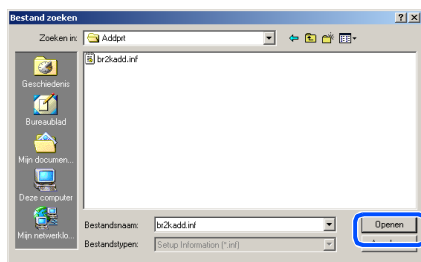 Bestand zoeken
Zoeken in: Addprt
br2kadd.inf
Geschiedenis
Bureaublad
Mijn documen...
Deze computer
Mijn netwerklo...
Bestandsnaam: br2kadd.inf Openen
Bestandstypen: Setup Information (*.inf)